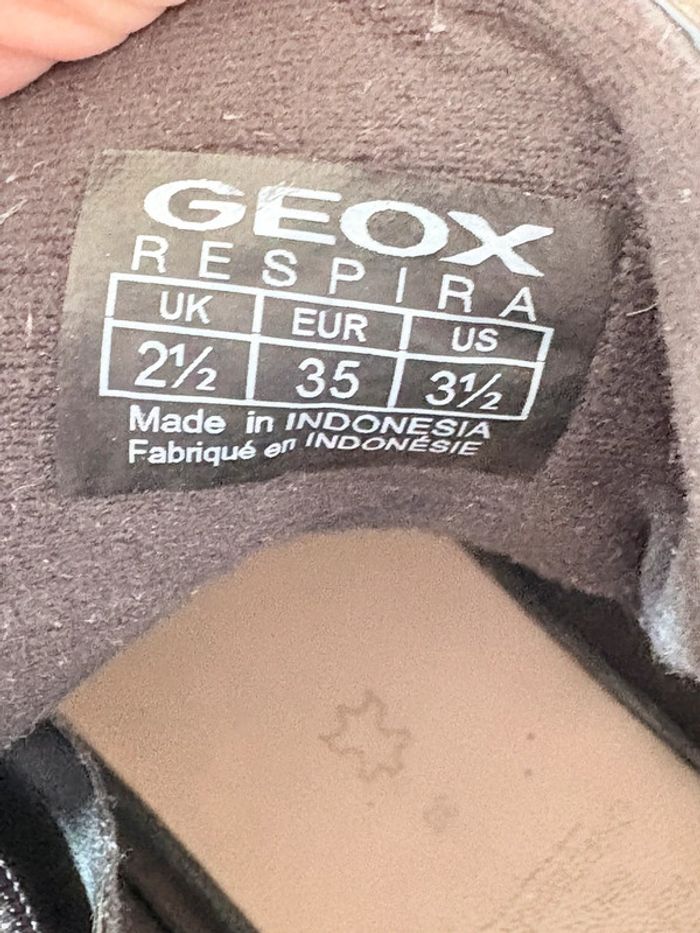 GEOX
RESPIRA
UK EUR US
2½ 35 3½
Made in INDONESIA
Fabriqué en INDONÉSIE